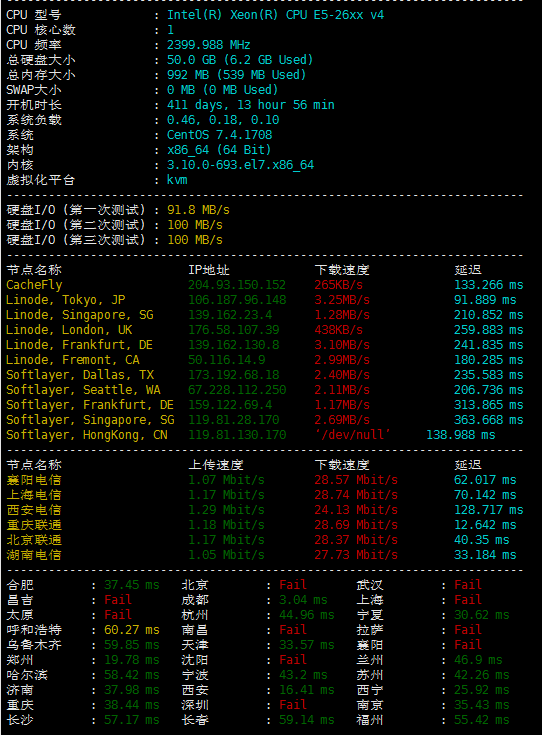 CPU 型号 : Intel(R) Xeon(R) CPU E5-26xx v4
CPU 核心数 : 1
CPU 频率 : 2399.988 MHz
总硬盘大小 : 50.0 GB (6.2 GB Used)
总内存大小 : 992 MB (539 MB Used)
SWAP大小 : 0 MB (0 MB Used)
开机时长 : 411 days, 13 hour 56 min
系统负载 : 0.46, 0.18, 0.10
系统 : CentOS 7.4.1708
架构 : x86_64 (64 Bit)
内核 : 3.10.0-693.el7.x86_64
虚拟化平台 : kvm
硬盘I/O (第一次测试) : 91.8 MB/s
硬盘I/O (第二次测试) : 100 MB/s
硬盘I/O (第三次测试) : 100 MB/s
节点名称 IP地址 下载速度 延迟
CacheFly 204.93.150.152 265KB/s 133.266 ms
Linode, Tokyo, JP 106.187.96.148 3.25MB/s 91.889 ms
Linode, Singapore, SG 139.162.23.4 1.28MB/s 210.852 ms
Linode, London, UK 176.58.107.39 438KB/s 259.883 ms
Linode, Frankfurt, DE 139.162.130.8 3.10MB/s 241.835 ms
Linode, Fremont, CA 50.116.14.9 2.99MB/s 180.285 ms
Softlayer, Dallas, TX 173.192.68.18 2.40MB/s 235.583 ms
Softlayer, Seattle, WA 67.228.112.250 2.11MB/s 206.736 ms
Softlayer, Frankfurt, DE 159.122.69.4 1.17MB/s 313.865 ms
Softlayer, Singapore, SG 119.81.28.170 2.69MB/s 363.668 ms
Softlayer, HongKong, CN 119.81.130.170 '/dev/null' 138.988 ms
节点名称 上传速度 下载速度 延迟
襄阳电信 1.07 Mbit/s 28.57 Mbit/s 62.017 ms
上海电信 1.17 Mbit/s 28.74 Mbit/s 70.142 ms
西安电信 1.29 Mbit/s 24.13 Mbit/s 128.717 ms
重庆联通 1.18 Mbit/s 28.69 Mbit/s 12.642 ms
北京联通 1.17 Mbit/s 28.37 Mbit/s 40.35 ms
湖南电信 1.05 Mbit/s 27.73 Mbit/s 33.184 ms
合肥 : 37.45 ms 北京 : Fail 武汉 : Fail
昌吉 : Fail 成都 : 3.04 ms 上海 : Fail
太原 : Fail 杭州 : 44.96 ms 宁夏 : 30.62 ms
呼和浩特 : 60.27 ms 南昌 : Fail 拉萨 : Fail
乌鲁木齐 : 59.85 ms 天津 : 33.57 ms 襄阳 : Fail
郑州 : 19.78 ms 沈阳 : Fail 兰州 : 46.9 ms
哈尔滨 : 58.42 ms 宁波 : 43.2 ms 苏州 : 42.26 ms
济南 : 37.98 ms 西安 : 16.41 ms 西宁 : 25.92 ms
重庆 : 38.44 ms 深圳 : Fail 南京 : 35.43 ms
长沙 : 57.17 ms 长春 : 59.14 ms 福州 : 55.42 ms